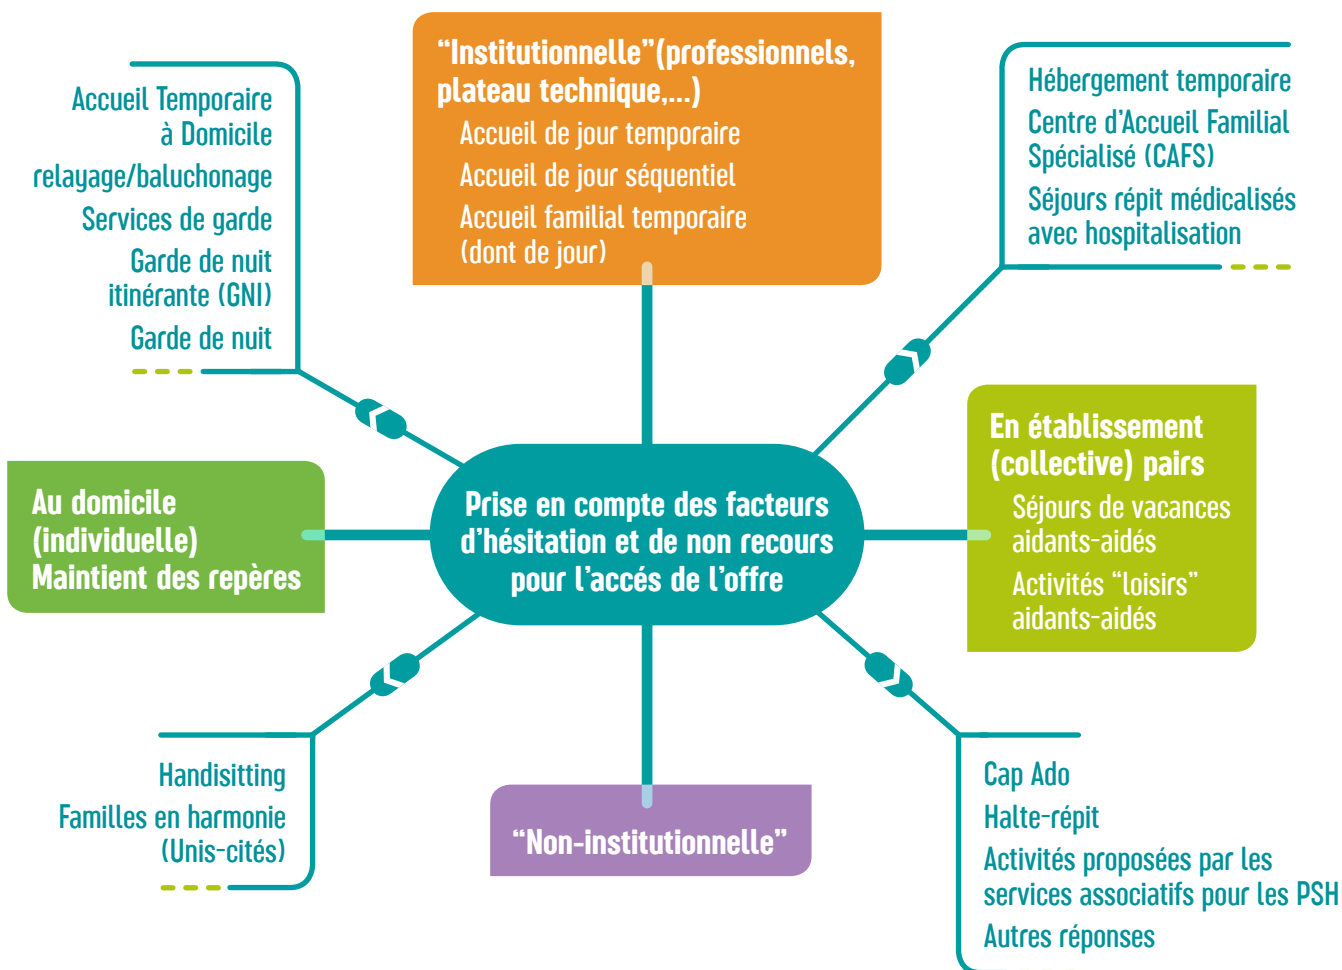 Accueil Temporaire
à Domicile
relayage/baluchonage
Services de garde
Garde de nuit
itinérante (GNI)
Garde de nuit
“Institutionnelle”(professionnels,
plateau technique,...)
Accueil de jour temporaire
Accueil de jour séquentiel
Accueil familial temporaire
(dont de jour)
Hébergement temporaire
Centre d’Accueil Familial
Spécialisé (CAFS)
Séjours répit médicalisés
avec hospitalisation
Au domicile
(individuelle)
Maintient des repères
Prise en compte des facteurs
d’hésitation et de non recours
pour l’accés de l’offre
En établissement
(collective) pairs
Séjours de vacances
aidants-aidés
Activités “loisirs”
aidants-aidés
Handisitting
Familles en harmonie
(Unis-cités)
“Non-institutionnelle”
Cap Ado
Halte-répit
Activités proposées par les
services associatifs pour les PSH
Autres réponses